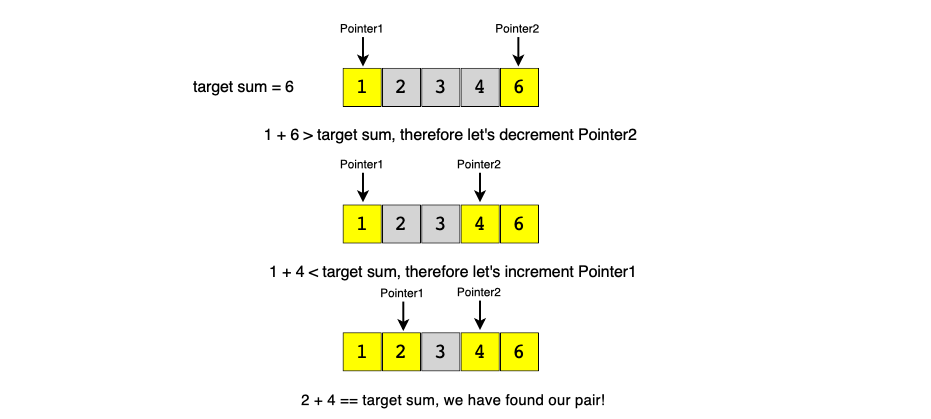 Pointer1 Pointer2
target sum = 6 1 2 3 4 6
1 + 6 > target sum, therefore let's decrement Pointer2
Pointer1 Pointer2
1 2 3 4 6
1 + 4 < target sum, therefore let's increment Pointer1
Pointer1 Pointer2
1 2 3 4 6
2 + 4 == target sum, we have found our pair!